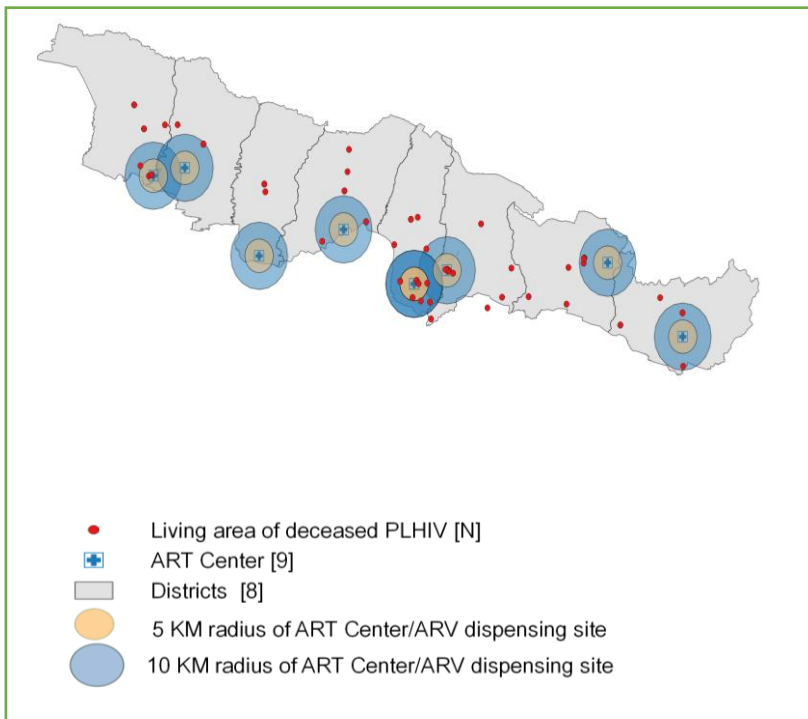 Living area of deceased PLHIV [N]
ART Center [9]
Districts [8]
5 KM radius of ART Center/ARV dispensing site
10 KM radius of ART Center/ARV dispensing site